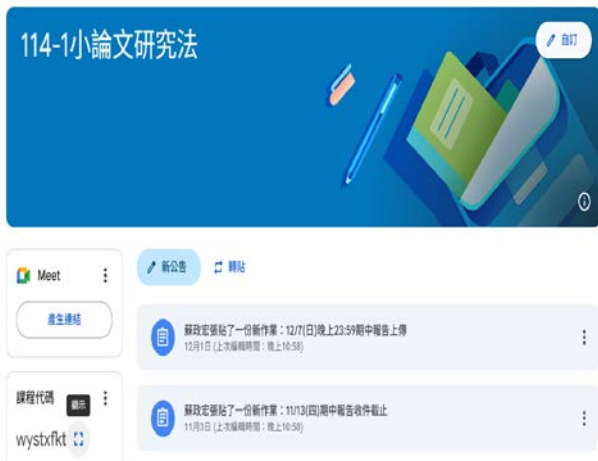 114-1小論文研究法
自訂
Meet
產生連結
新公告
轉貼
蘇政宏張貼了一份新作業：12/7(日)晚上23:59期中報告上傳
12月1日 (上次編輯時間：晚上10:58)
課程代碼
顯示
wystxfkt
蘇政宏張貼了一份新作業：11/13(四)期中報告收件截止
11月3日 (上次編輯時間：晚上10:58)